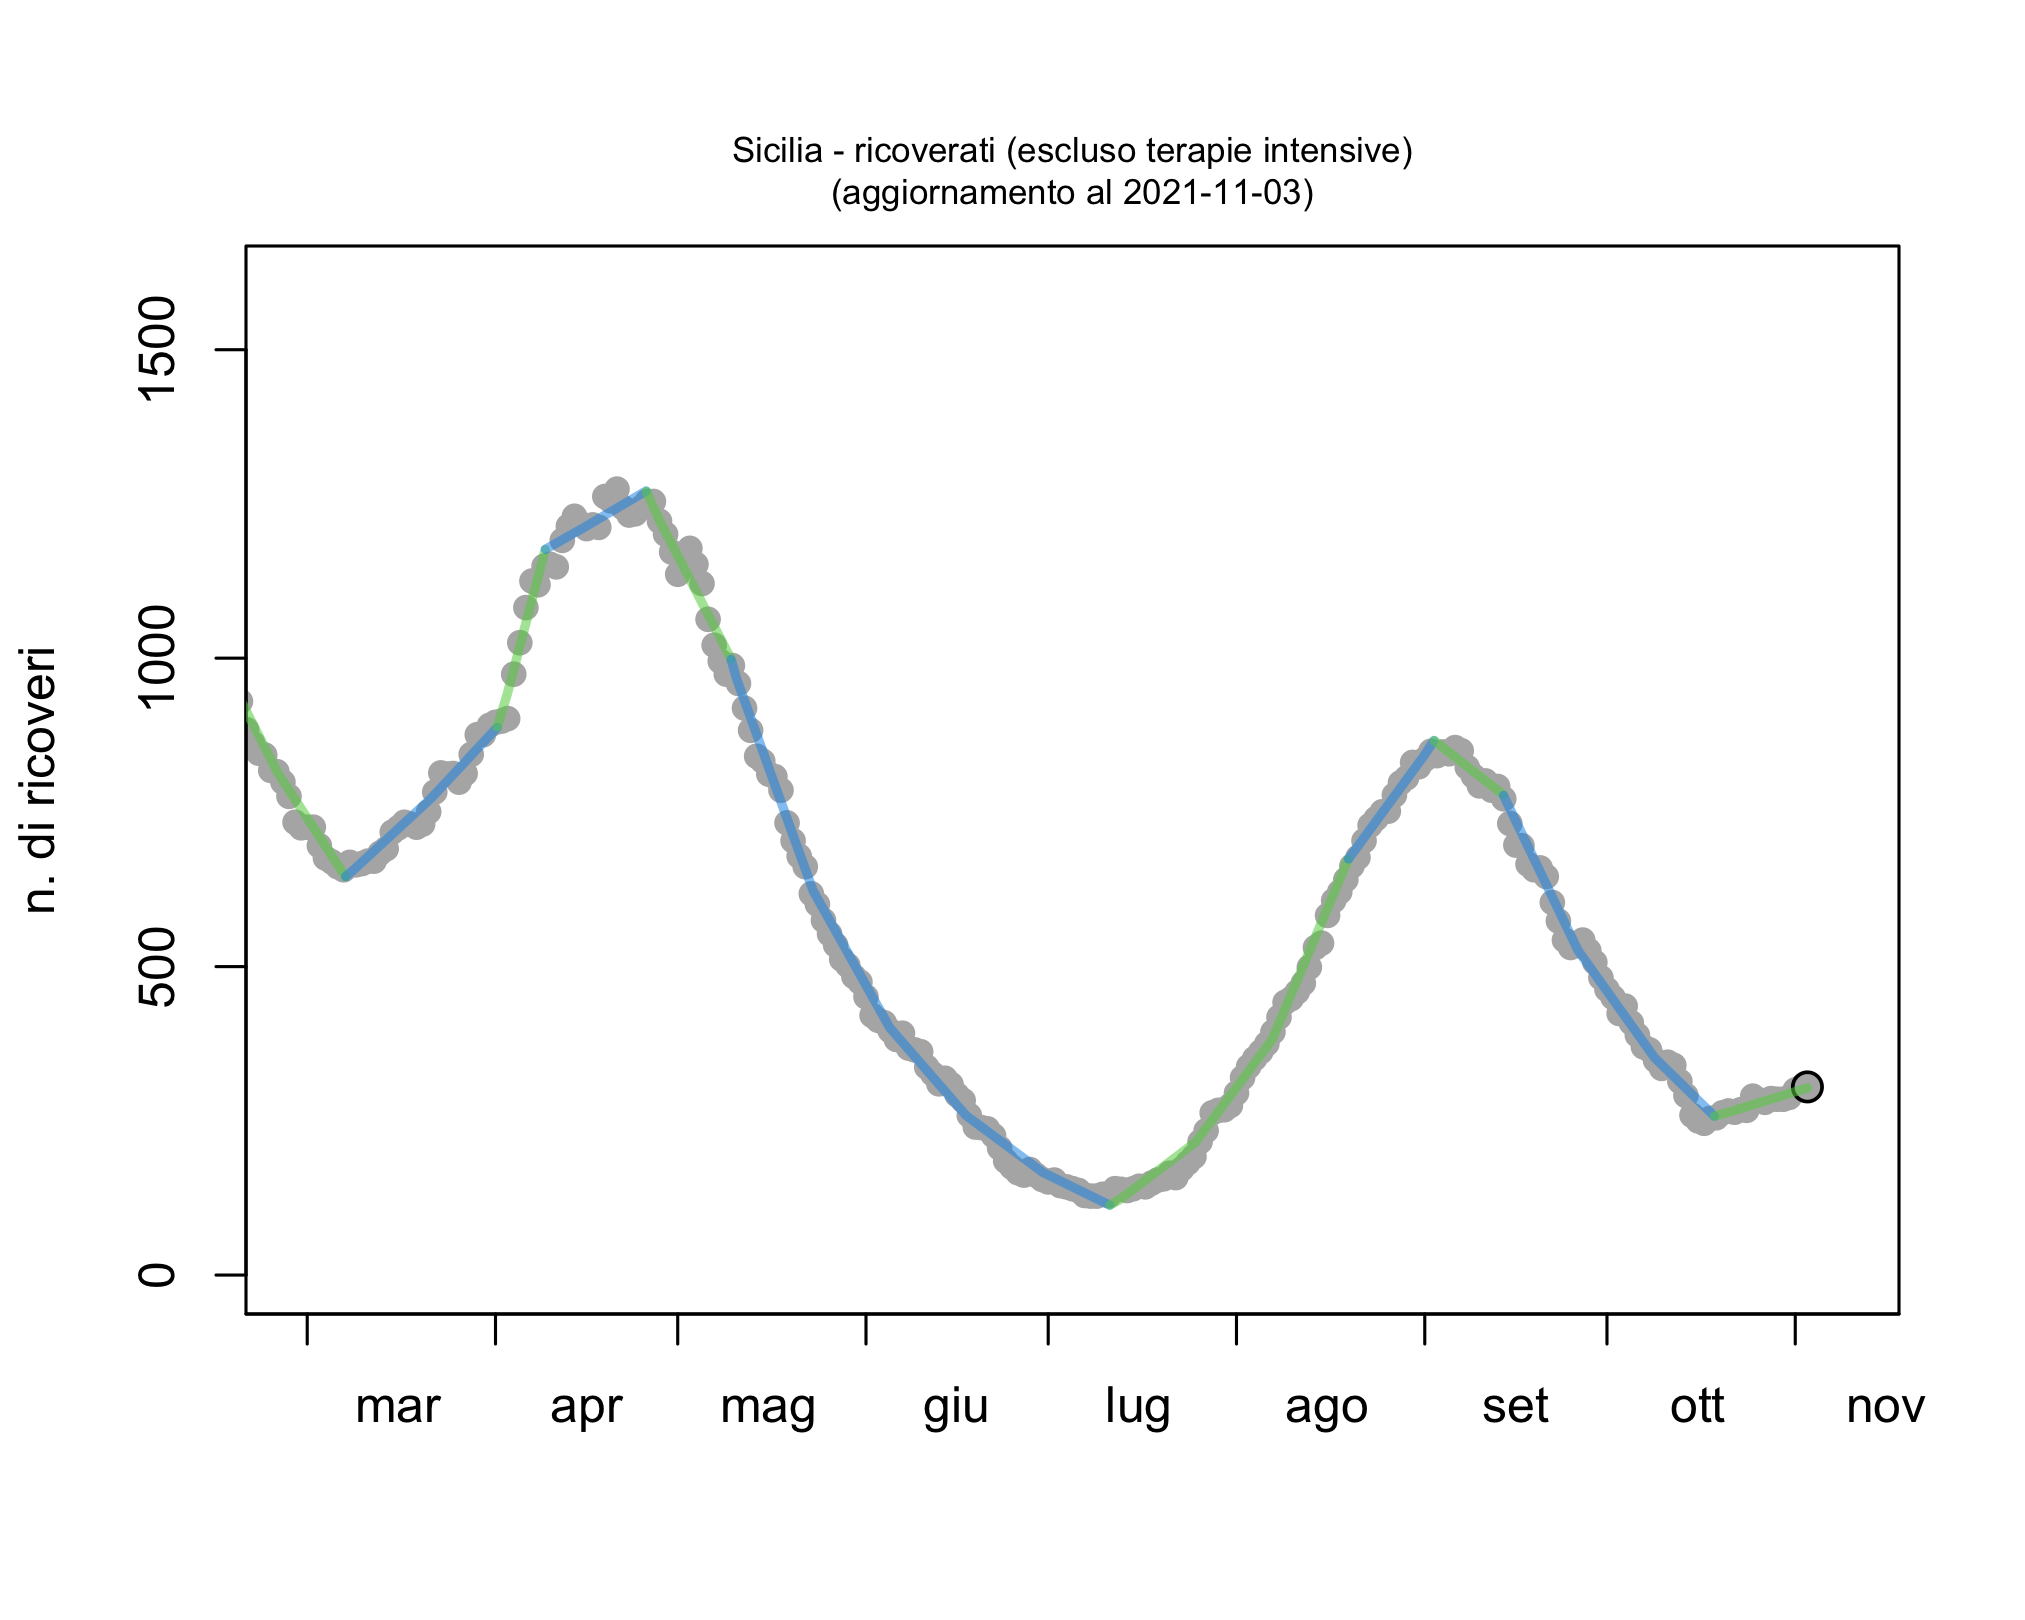 Sicilia - ricoverati (escluso terapie intensive)
(aggiornamento al 2021-11-03)
n. di ricoveri
1500
1000
500
0
mar apr mag giu lug ago set ott nov